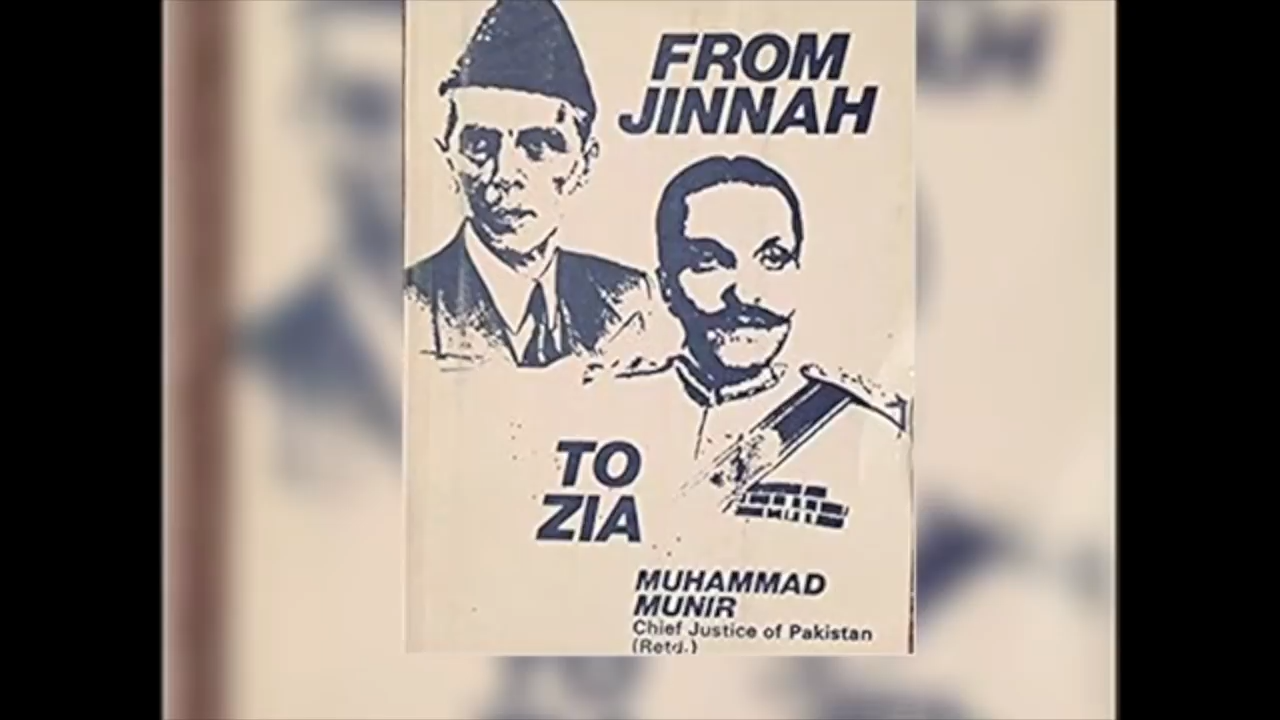 FROM
JINNAH
TO
ZIA
MUHAMMAD
MUNIR
Chief Justice of Pakistan
(Retd.)